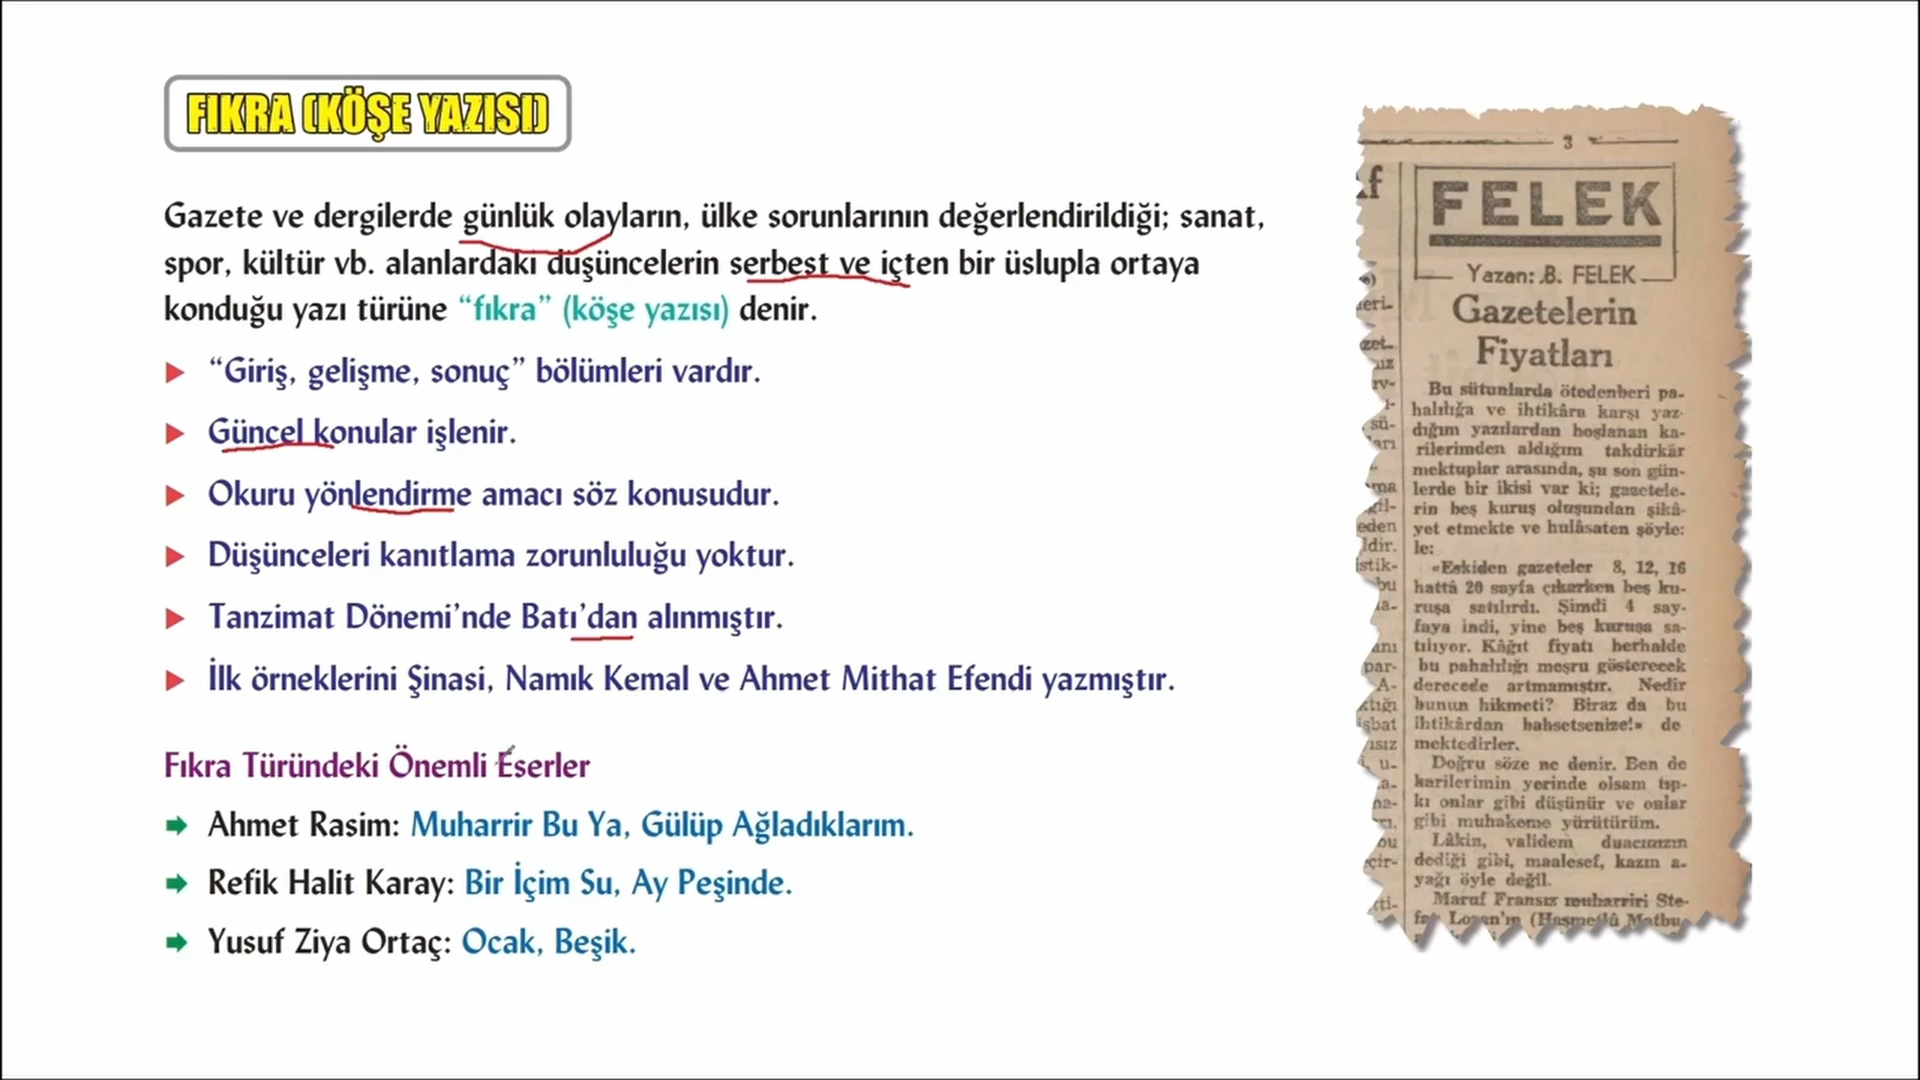 FIKRA (KÖŞE YAZISI)
Gazete ve dergilerde günlük olayların, ülke sorunlarının değerlendirildiği; sanat,
spor, kültür vb. alanlardaki düşüncelerin serbest ve içten bir üslupla ortaya
konduğu yazı türüne “fıkra” (köşe yazısı) denir.
“Giriş, gelişme, sonuç” bölümleri vardır.
Güncel konular işlenir.
Okuru yönlendirme amacı söz konusudur.
Düşünceleri kanıtlama zorunluluğu yoktur.
Tanzimat Dönemi’nde Batı’dan alınmıştır.
İlk örneklerini Şinasi, Namık Kemal ve Ahmet Mithat Efendi yazmıştır.
Fıkra Türündeki Önemli Eserler
Ahmet Rasim: Muharrir Bu Ya, Gülüp Ağladıklarım.
Refik Halit Karay: Bir İçim Su, Ay Peşinde.
Yusuf Ziya Ortaç: Ocak, Beşik.
3
FELEK
Yazan: B. FELEK
Gazetelerin
Fiyatları
Bu sütunlarda ötedenberi pa-
halılığa ve ihtikâra karşı yaz-
dığım yazılardan hoşlanan ka-
rilerimden aldığım takdirkâr
mektuplar arasında, şu son gün-
lerde bir ikisi var ki; gazetele-
rin beş kuruş oluşundan şikâ-
yet etmekte ve hulâsaten şöyle:
le:
«Eskiden gazeteler 8, 12, 16
hattâ 20 sayfa çıkarken beş ku-
ruşa satılırdı. Şimdi 4 say-
faya indi, yine beş kuruşa sa-
tılıyor. Kâğıt fiyatı herhalde
bu pahalılığı meşru gösterecek
derecede artmamıştır. Nedir
bunun hikmeti? Biraz da bu
ihtikârdan bahsetsenize!» de
mektedirler.
Doğru söze ne denir. Ben de
karilerimin yerinde olsam tıp-
kı onlar gibi düşünür ve onlar
gibi muhakeme yürütürüm.
Lâkin, validem duacınızın
dediği gibi, maalesef, kazın a-
yağı öyle değil.
Maruf Fransız muharriri Ste-